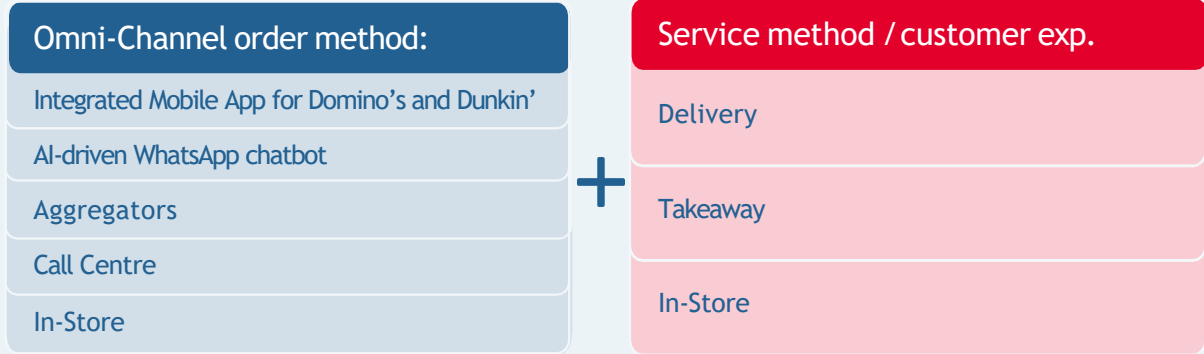 Omni-Channel order method:
Integrated Mobile App for Domino’s and Dunkin’
AI-driven WhatsApp chatbot
Aggregators
Call Centre
In-Store
+
Service method / customer exp.
Delivery
Takeaway
In-Store